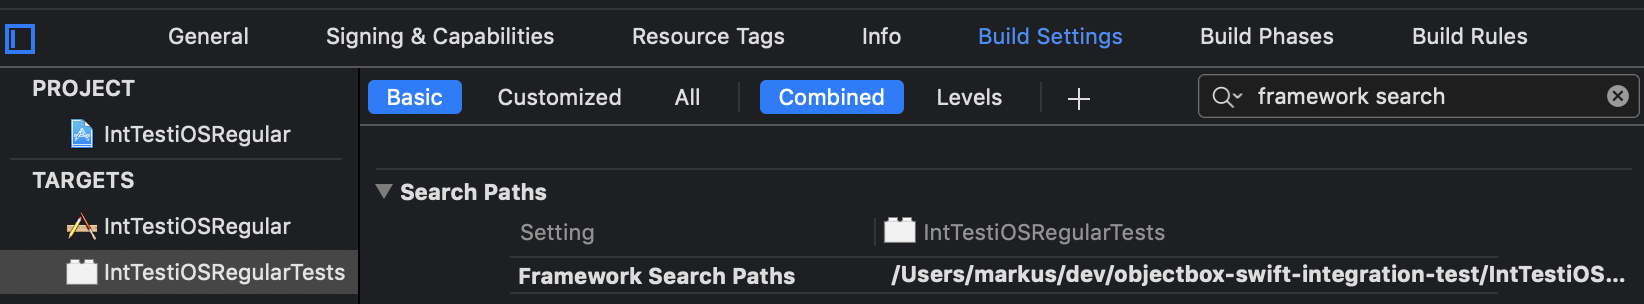 General Signing & Capabilities Resource Tags Info Build Settings Build Phases Build Rules
PROJECT
IntTestiOSRegular
TARGETS
IntTestiOSRegular
IntTestiOSRegularTests
Basic Customized All Combined Levels + framework search
Search Paths
Setting IntTestiOSRegularTests
Framework Search Paths /Users/markus/dev/objectbox-swift-integration-test/IntTestiOS...